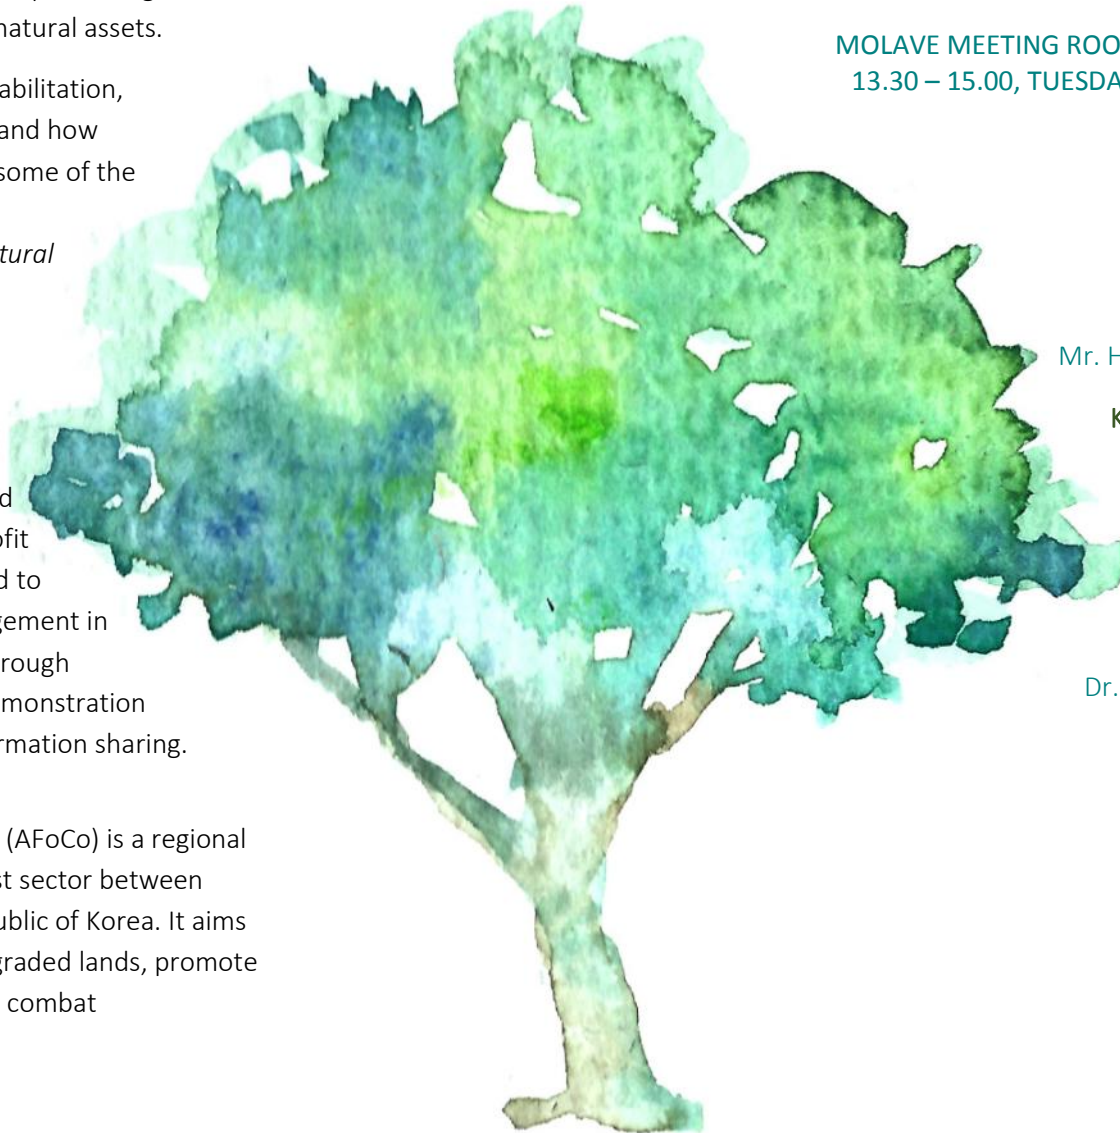 natural assets.
abilitation,
and how
some of the
tural
d
ofit
d to
gement in
rough
monstration
rmation sharing.
(AFoCo) is a regional
st sector between
ublic of Korea. It aims
graded lands, promote
combat
MOLAVE MEETING ROO
13.30 – 15.00, TUESDA
Mr. H
K
Dr.